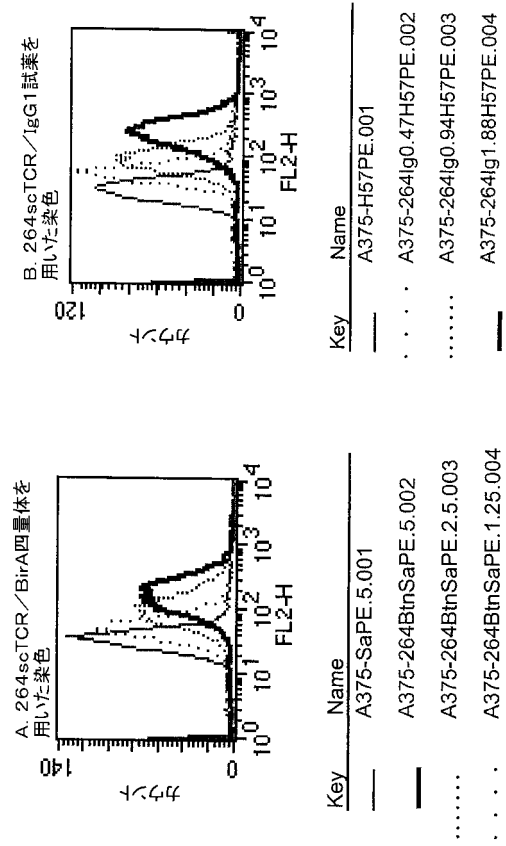 A. 264scTCR/BirA四量体を
用いた染色
140
カウント
0
10⁰ 10¹ 10² 10³ 10⁴
FL2-H
Key Name
A375-SaPE.5.001
A375-264BtnSaPE.5.002
A375-264BtnSaPE.2.5.003
A375-264BtnSaPE.1.25.004
B. 264scTCR/IgG1試薬を
用いた染色
120
カウント
0
10⁰ 10¹ 10² 10³ 10⁴
FL2-H
Key Name
A375-H57PE.001
A375-264Ig0.47H57PE.002
A375-264Ig0.94H57PE.003
A375-264Ig1.88H57PE.004